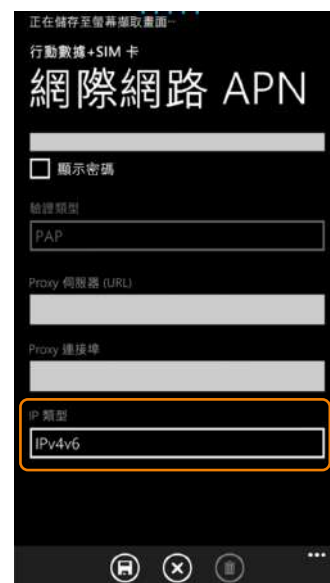 正在儲存至螢幕擷取畫面…
行動數據+SIM 卡
網際網路 APN
顯示密碼
驗證類型
PAP
Proxy 伺服器 (URL)
Proxy 連接埠
IP 類型
IPv4v6